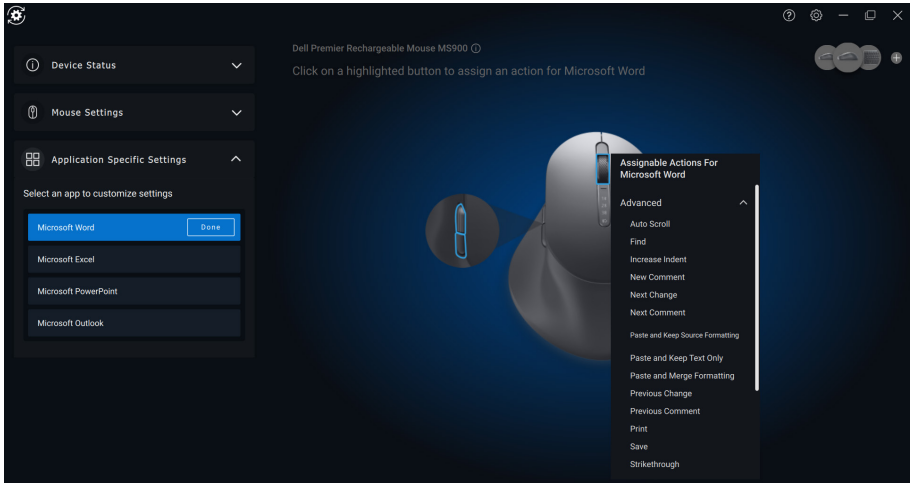 Dell Premier Rechargeable Mouse MS900
Click on a highlighted button to assign an action for Microsoft Word
Device Status
Mouse Settings
Application Specific Settings
Select an app to customize settings
Microsoft Word
Done
Microsoft Excel
Microsoft PowerPoint
Microsoft Outlook
Assignable Actions For
Microsoft Word
Advanced
Auto Scroll
Find
Increase Indent
New Comment
Next Change
Next Comment
Paste and Keep Source Formatting
Paste and Keep Text Only
Paste and Merge Formatting
Previous Change
Previous Comment
Print
Save
Strikethrough